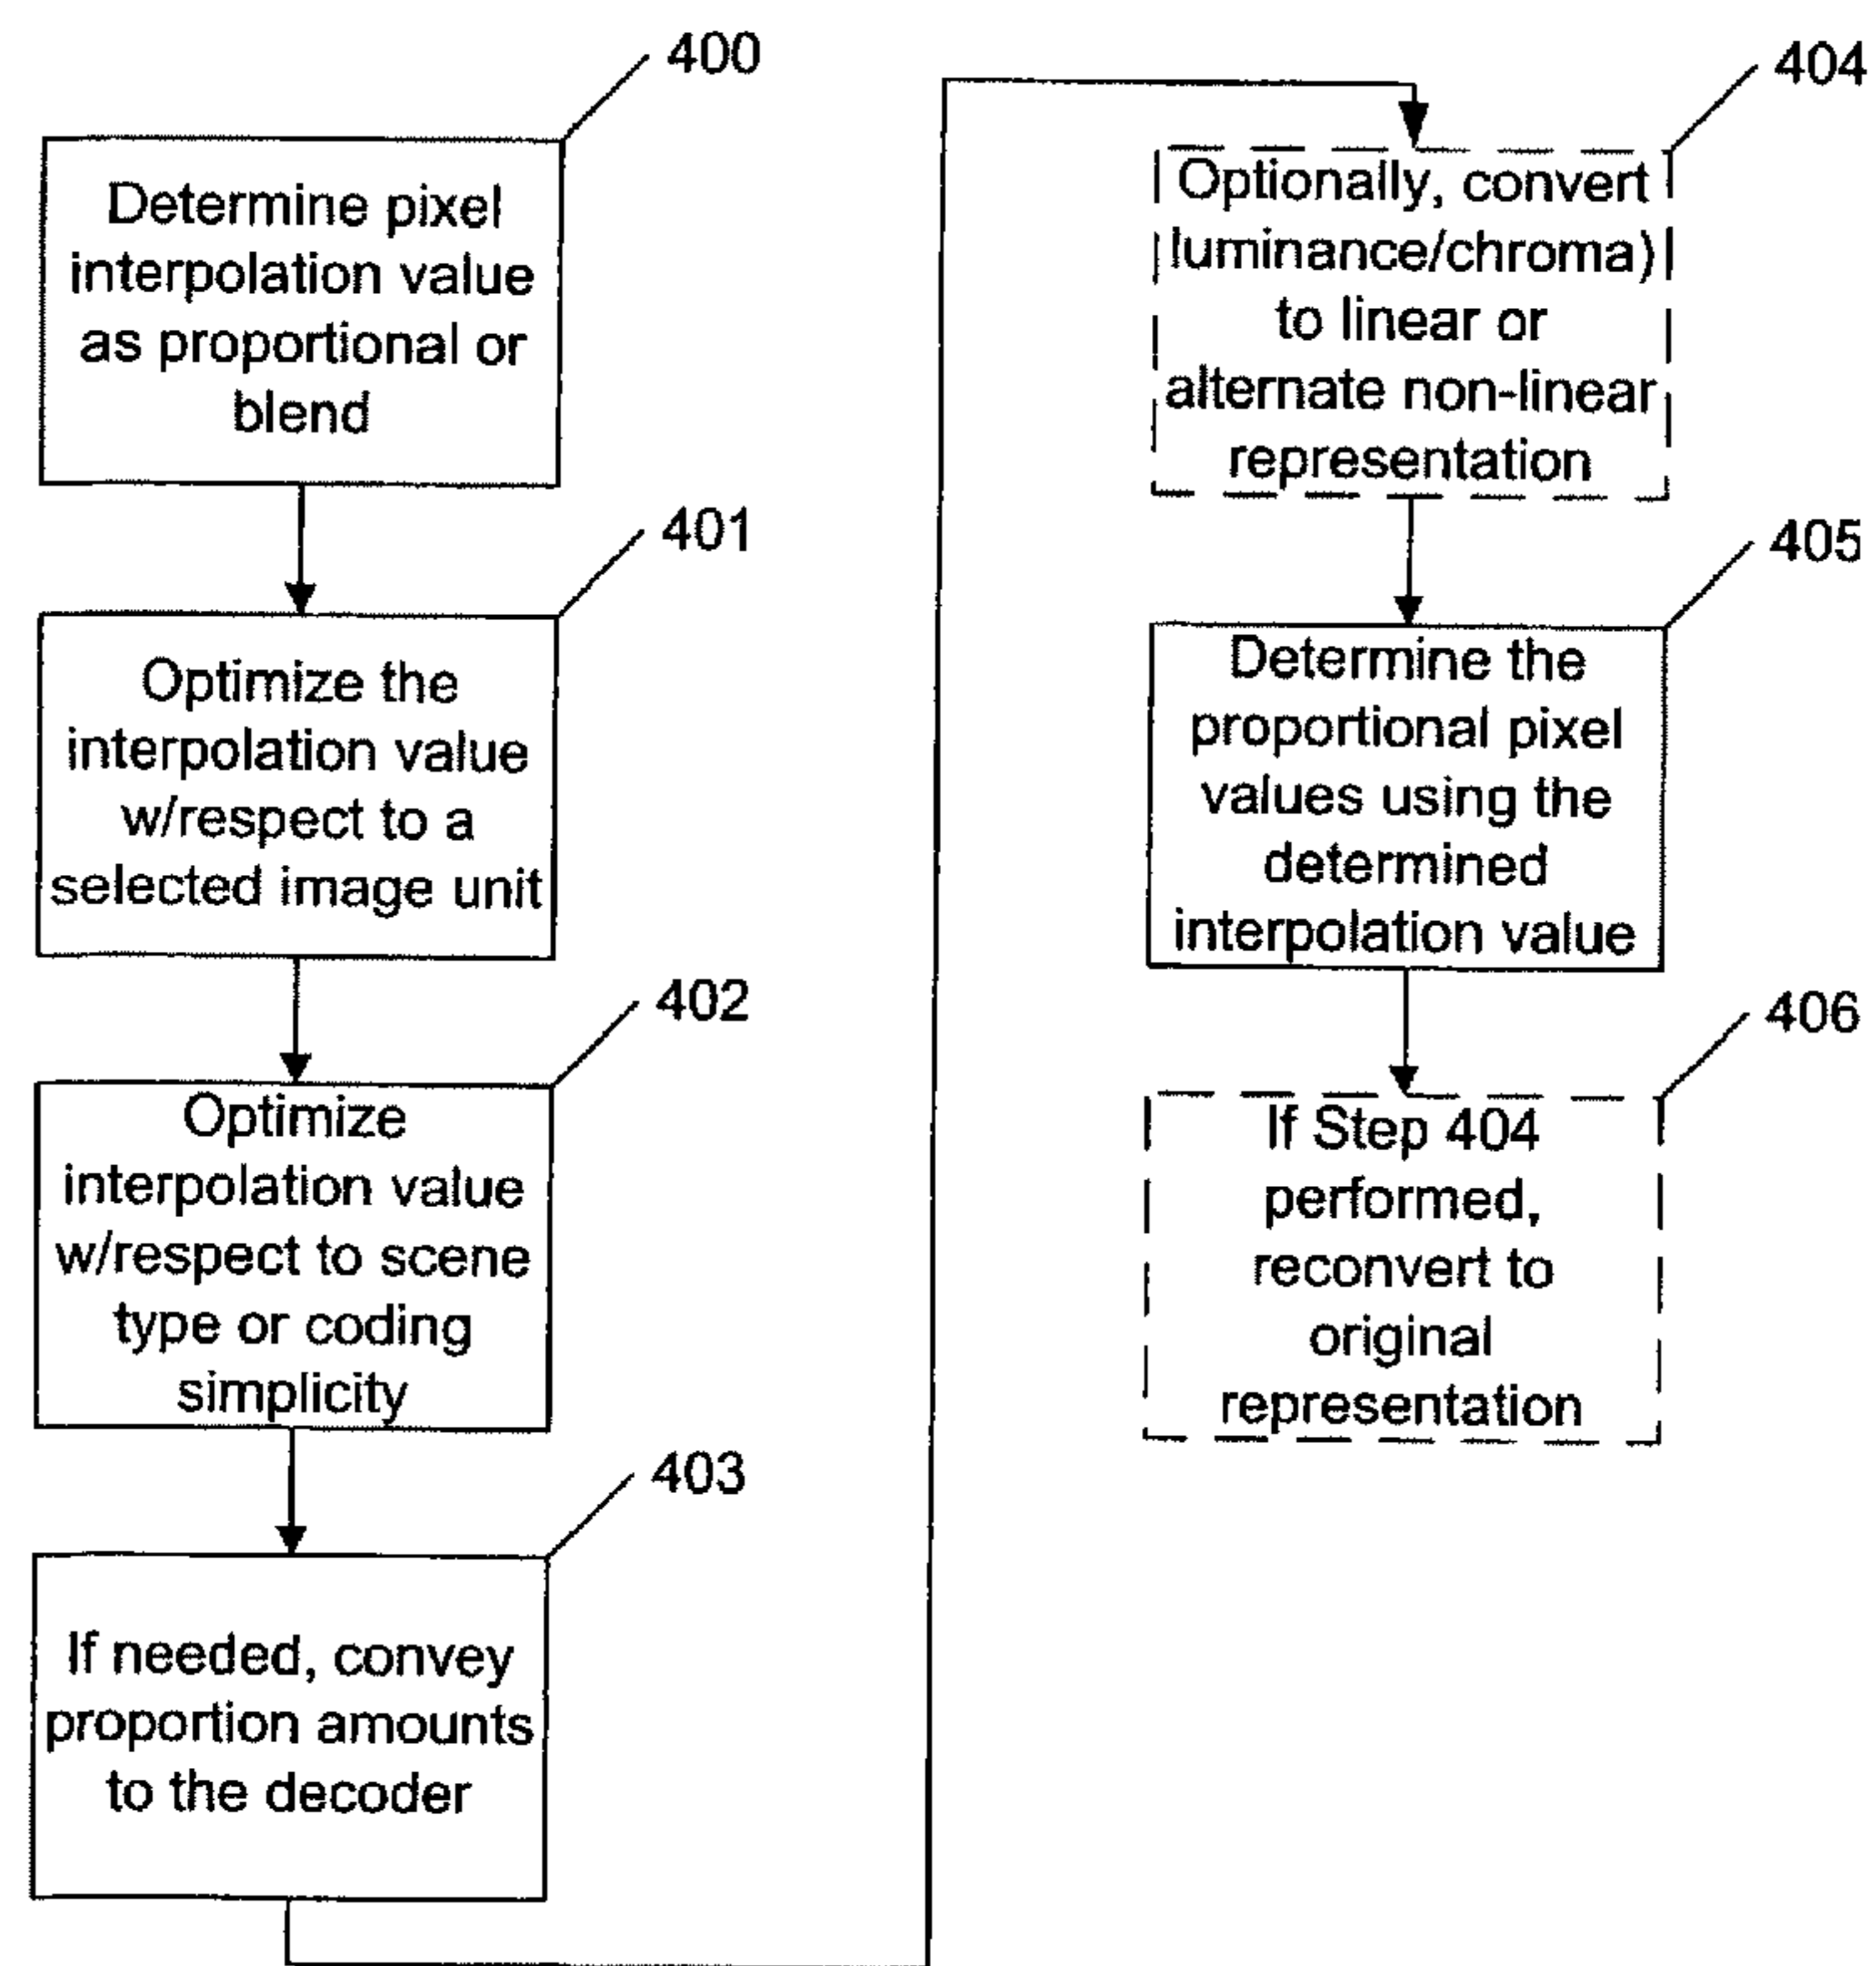 400
Determine pixel
interpolation value
as proportional or
blend
401
Optimize the
interpolation value
w/respect to a
selected image unit
402
Optimize
interpolation value
w/respect to scene
type or coding
simplicity
403
If needed, convey
proportion amounts
to the decoder
404
Optionally, convert
luminance/chroma)
to linear or
alternate non-linear
representation
405
Determine the
proportional pixel
values using the
determined
interpolation value
406
If Step 404
performed,
reconvert to
original
representation